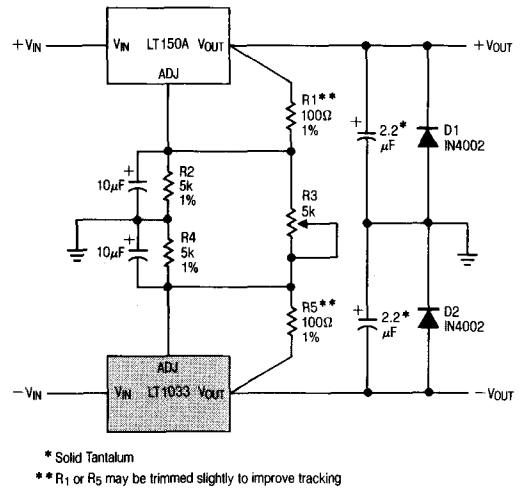 +VIN VIN LT150A VOUT +VOUT
ADJ
R1**
100Ω
1%
+
2.2*
μF
D1
IN4002
+
10μF
R2
5k
1%
R3
5k
+
10μF
R4
5k
1%
R5**
100Ω
1%
+
2.2*
μF
D2
IN4002
ADJ
−VIN VIN LT1033 VOUT −VOUT
* Solid Tantalum
** R1 or R5 may be trimmed slightly to improve tracking